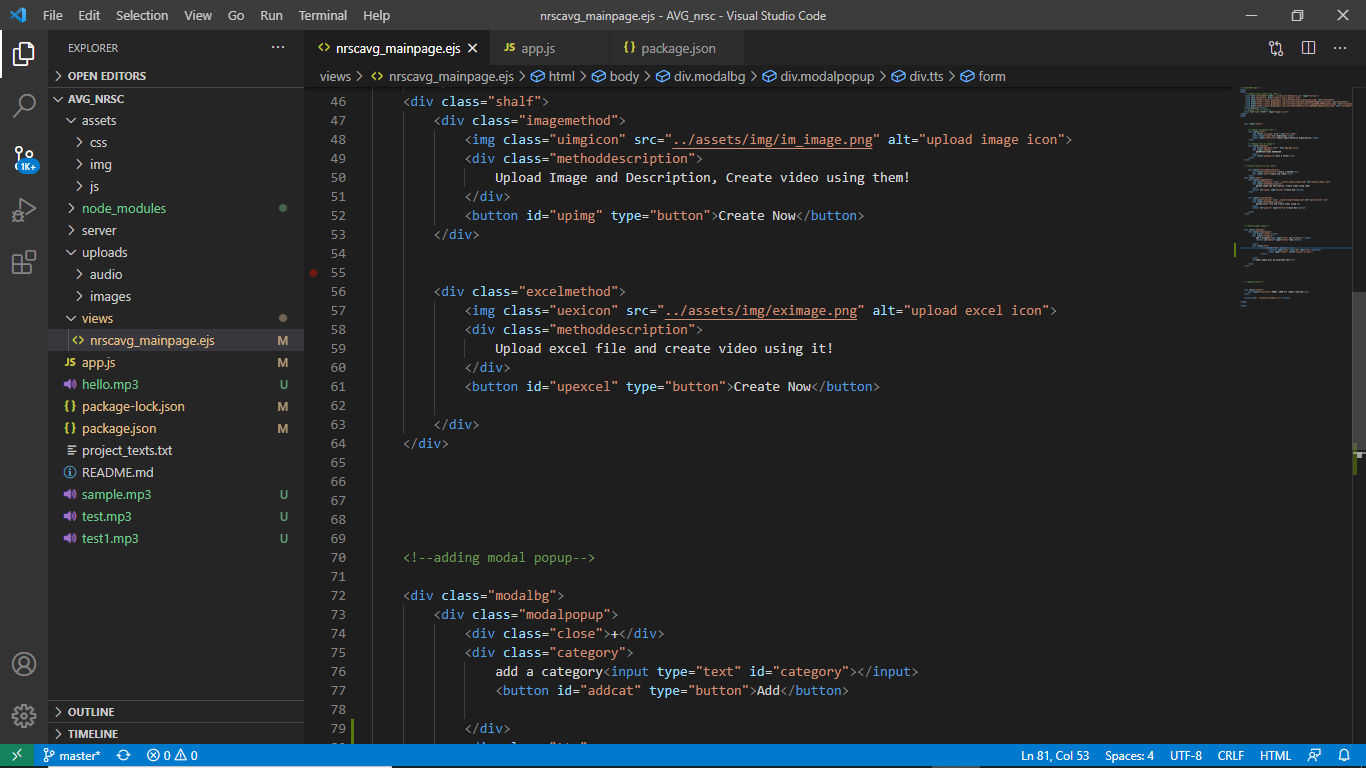 File Edit Selection View Go Run Terminal Help nrscavg_mainpage.ejs - AVG_nrsc - Visual Studio Code
EXPLORER
OPEN EDITORS
AVG_NRSC
assets
css
img
js
node_modules
server
uploads
audio
images
views
nrscavg_mainpage.ejs M
app.js M
hello.mp3 U
package-lock.json M
package.json M
project_texts.txt
README.md
sample.mp3 U
test.mp3 U
test1.mp3 U
OUTLINE
TIMELINE
1K+
nrscavg_mainpage.ejs app.js package.json
views > nrscavg_mainpage.ejs > html > body > div.modalbg > div.modalpopup > div.tts > form
46 <div class="shalf">
47 <div class="imagemethod">
48 <img class="uimgicon" src="../assets/img/im_image.png" alt="upload image icon">
49 <div class="methoddescription">
50 Upload Image and Description, Create video using them!
51 </div>
52 <button id="upimg" type="button">Create Now</button>
53 </div>
54
55
56 <div class="excelmethod">
57 <img class="uexicon" src="../assets/img/eximage.png" alt="upload excel icon">
58 <div class="methoddescription">
59 Upload excel file and create video using it!
60 </div>
61 <button id="upexcel" type="button">Create Now</button>
62
63 </div>
64 </div>
65
66
67
68
69
70 <!--adding modal popup-->
71
72 <div class="modalbg">
73 <div class="modalpopup">
74 <div class="close">+</div>
75 <div class="category">
76 add a category<input type="text" id="category"></input>
77 <button id="addcat" type="button">Add</button>
78
79 </div>
master* 0 0 Ln 81, Col 53 Spaces: 4 UTF-8 CRLF HTML